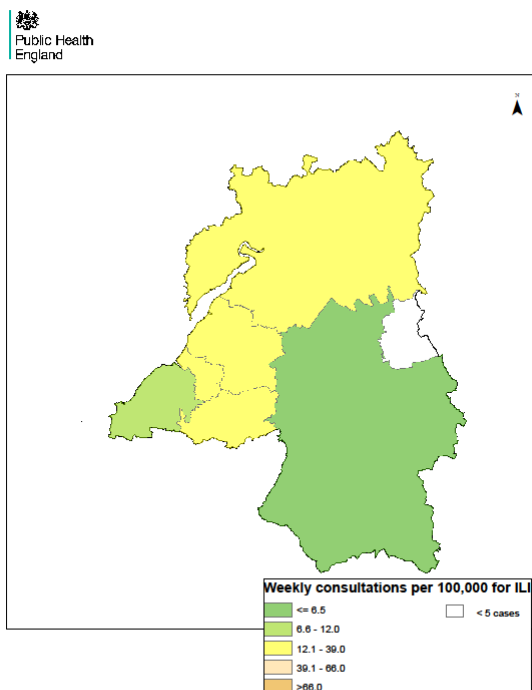 Public Health
England
N
Weekly consultations per 100,000 for ILI
<= 6.5
< 5 cases
6.6 - 12.0
12.1 - 39.0
39.1 - 66.0
>66.0